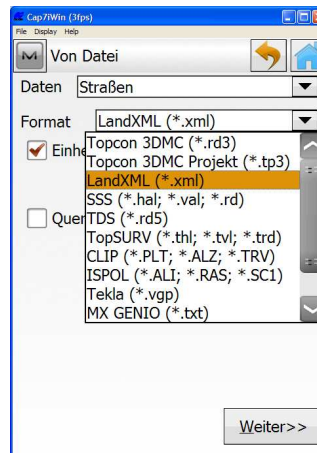 Cap7iWin (3fps)
File Display Help
Von Datei
Daten Straßen
Format LandXML (*.xml)
Topcon 3DMC (*.rd3)
Topcon 3DMC Projekt (*.tp3)
LandXML (*.xml)
SSS (*.hal; *.val; *.rd)
TDS (*.rd5)
TopSURV (*.thl; *.tvl; *.trd)
CLIP (*.PLT; *.ALZ; *.TRV)
ISPOL (*.ALI; *.RAS; *.SC1)
Tekla (*.vgp)
MX GENIO (*.txt)
Einhe
Quer
Weiter>>